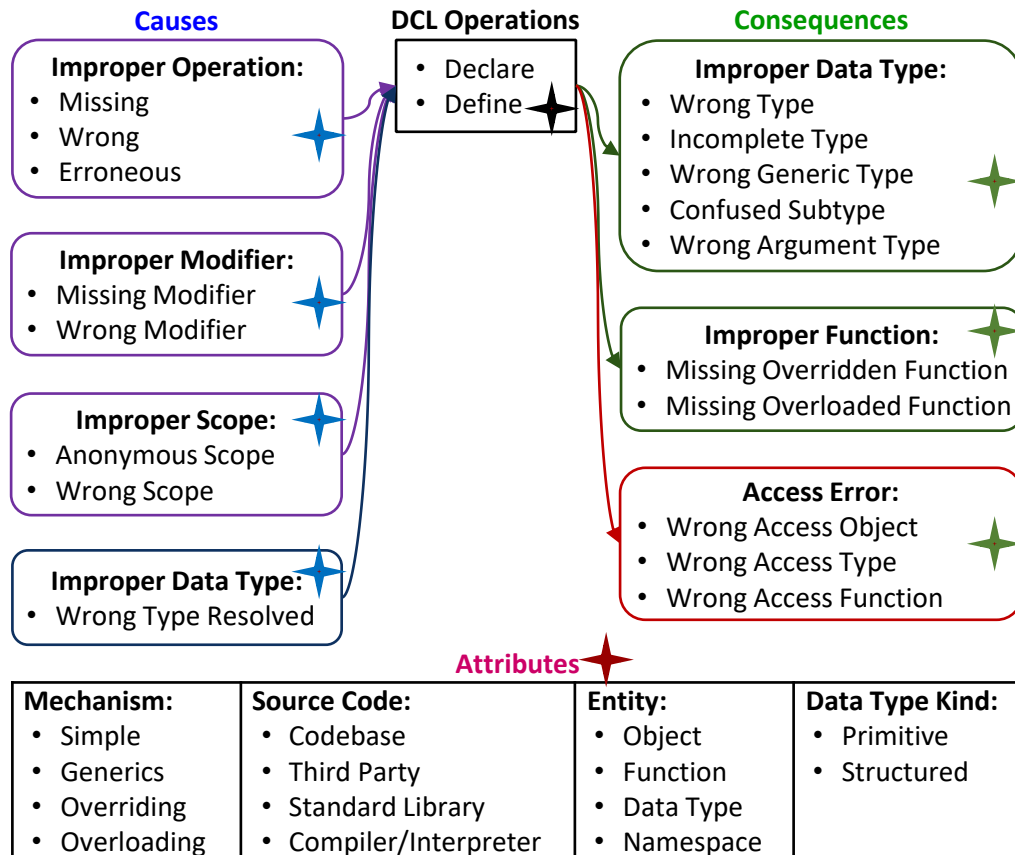 Causes
Improper Operation:
• Missing
• Wrong
• Erroneous
Improper Modifier:
• Missing Modifier
• Wrong Modifier
Improper Scope:
• Anonymous Scope
• Wrong Scope
Improper Data Type:
• Wrong Type Resolved
DCL Operations
• Declare
• Define
Consequences
Improper Data Type:
• Wrong Type
• Incomplete Type
• Wrong Generic Type
• Confused Subtype
• Wrong Argument Type
Improper Function:
• Missing Overridden Function
• Missing Overloaded Function
Access Error:
• Wrong Access Object
• Wrong Access Type
• Wrong Access Function
Attributes
Mechanism:
• Simple
• Generics
• Overriding
• Overloading
Source Code:
• Codebase
• Third Party
• Standard Library
• Compiler/Interpreter
Entity:
• Object
• Function
• Data Type
• Namespace
Data Type Kind:
• Primitive
• Structured